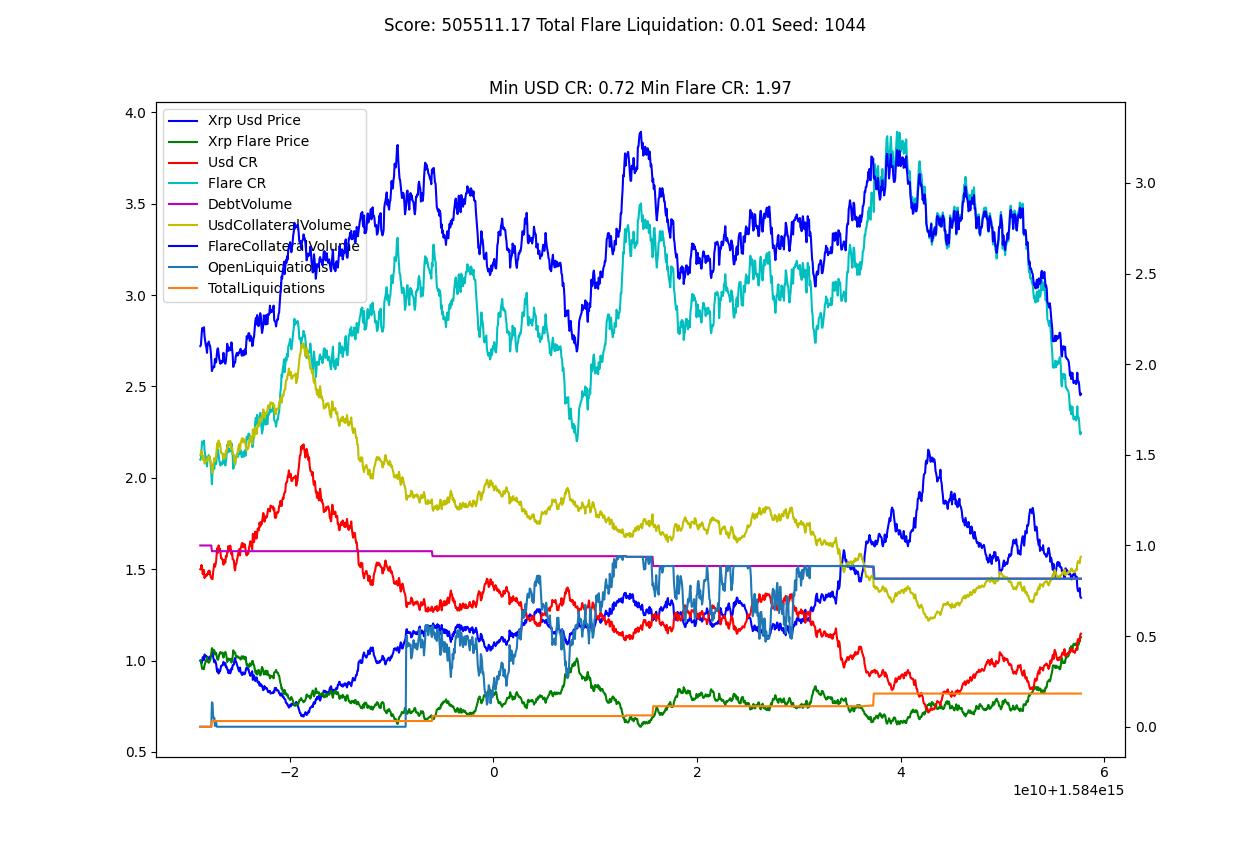 Score: 505511.17 Total Flare Liquidation: 0.01 Seed: 1044
Min USD CR: 0.72 Min Flare CR: 1.97
Xrp Usd Price
Xrp Flare Price
Usd CR
Flare CR
DebtVolume
UsdCollateralVolume
FlareCollateralVolume
OpenLiquidations
TotalLiquidations
4.0
3.5
3.0
2.5
2.0
1.5
1.0
0.5
3.0
2.5
2.0
1.5
1.0
0.5
0.0
−2 0 2 4 6
1e10+1.584e15